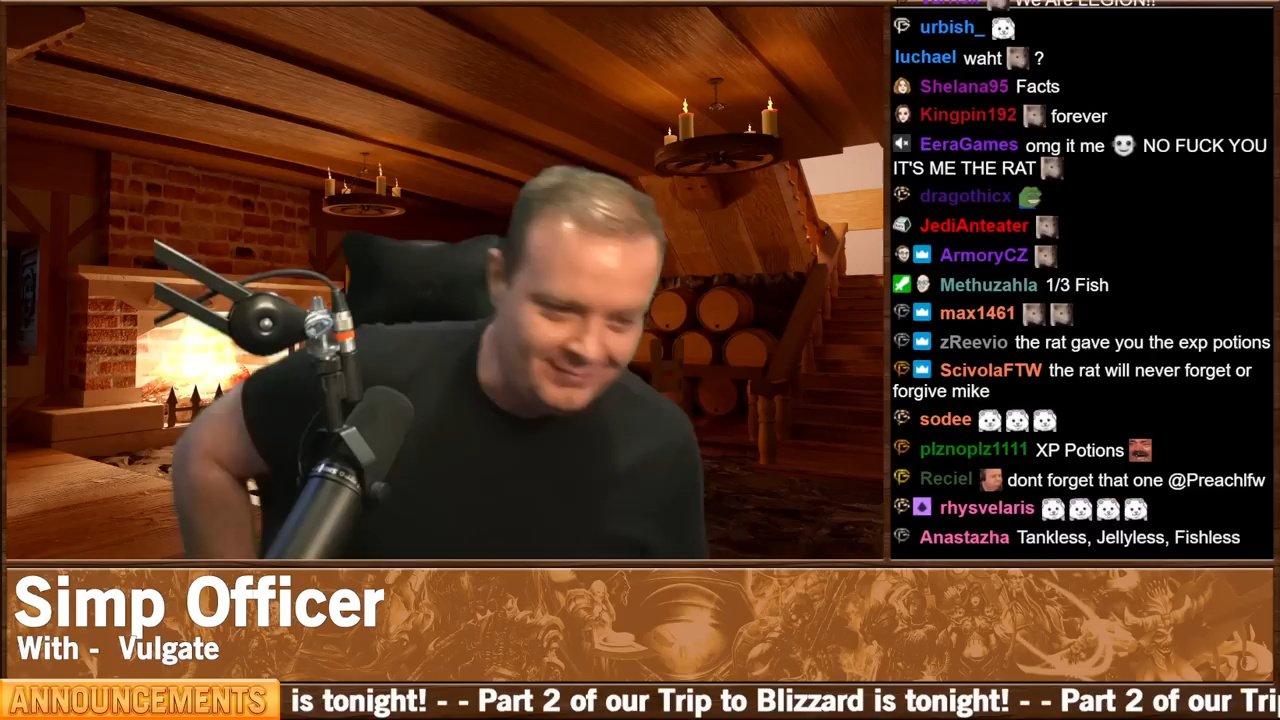 We Are LEGION!!
urbish_
luchael waht ?
Shelana95 Facts
Kingpin192 forever
EeraGames omg it me NO FUCK YOU
IT'S ME THE RAT
dragothicx
JediAnteater
ArmoryCZ
Methuzahla 1/3 Fish
max1461
zReevio the rat gave you the exp potions
ScivolaFTW the rat will never forget or
forgive mike
sodee
plznoplz1111 XP Potions
Reciel dont forget that one @Preachlfw
rhysvelaris
Anastazha Tankless, Jellyless, Fishless
Simp Officer
With - Vulgate
ANNOUNCEMENTS is tonight! - - Part 2 of our Trip to Blizzard is tonight! - - Part 2 of our Tri